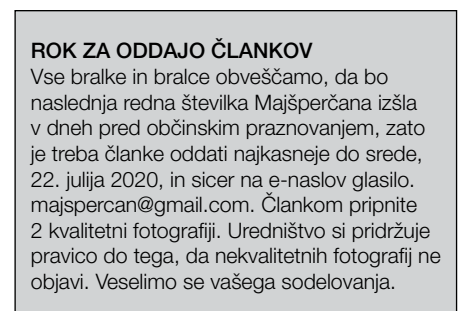 ROK ZA ODDAJO ČLANKOV
Vse bralke in bralce obveščamo, da bo
naslednja redna številka Majšperčana izšla
v dneh pred občinskim praznovanjem, zato
je treba članke oddati najkasneje do srede,
22. julija 2020, in sicer na e-naslov glasilo.
majspercan@gmail.com. Člankom pripnite
2 kvalitetni fotografiji. Uredništvo si pridržuje
pravico do tega, da nekvalitetnih fotografij ne
objavi. Veselimo se vašega sodelovanja.